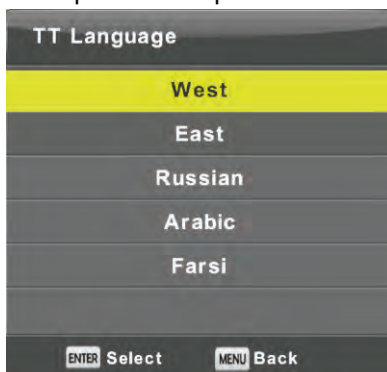 TT Language
West
East
Russian
Arabic
Farsi
ENTER Select MENU Back